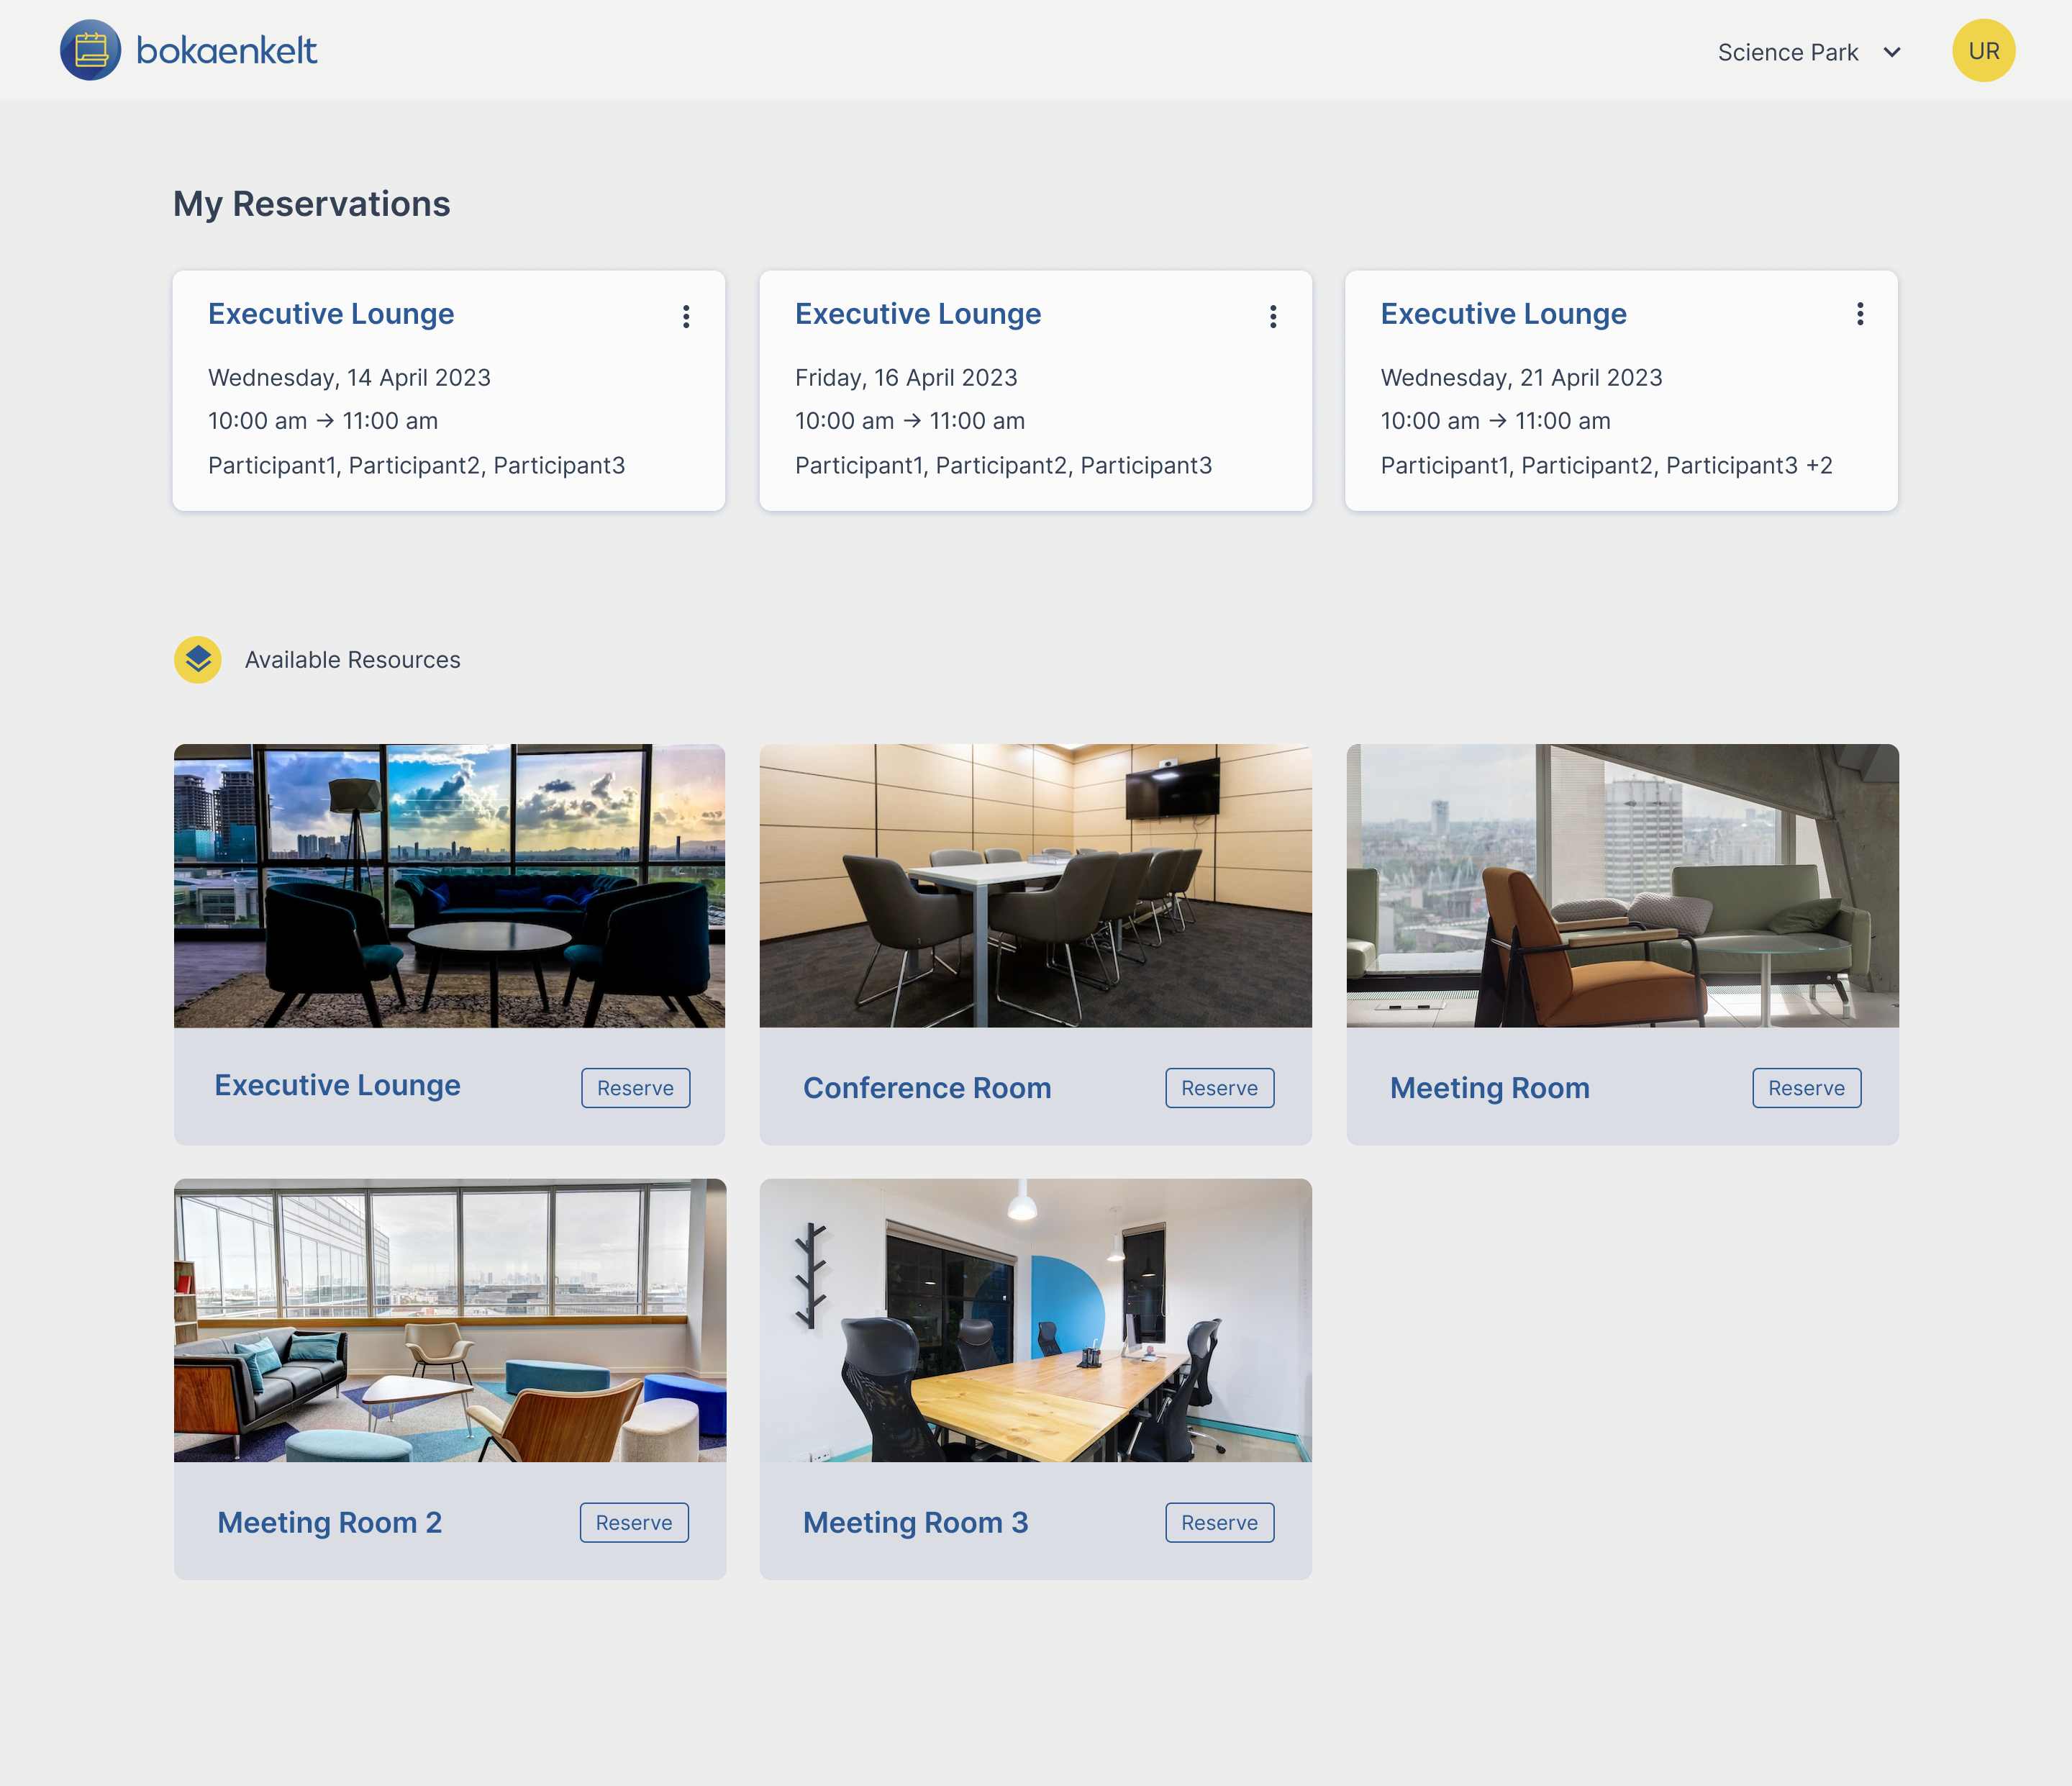 bokaenkelt
Science Park
UR
My Reservations
Executive Lounge
Wednesday, 14 April 2023
10:00 am → 11:00 am
Participant1, Participant2, Participant3
Executive Lounge
Friday, 16 April 2023
10:00 am → 11:00 am
Participant1, Participant2, Participant3
Executive Lounge
Wednesday, 21 April 2023
10:00 am → 11:00 am
Participant1, Participant2, Participant3 +2
Available Resources
Executive Lounge
Reserve
Conference Room
Reserve
Meeting Room
Reserve
Meeting Room 2
Reserve
Meeting Room 3
Reserve